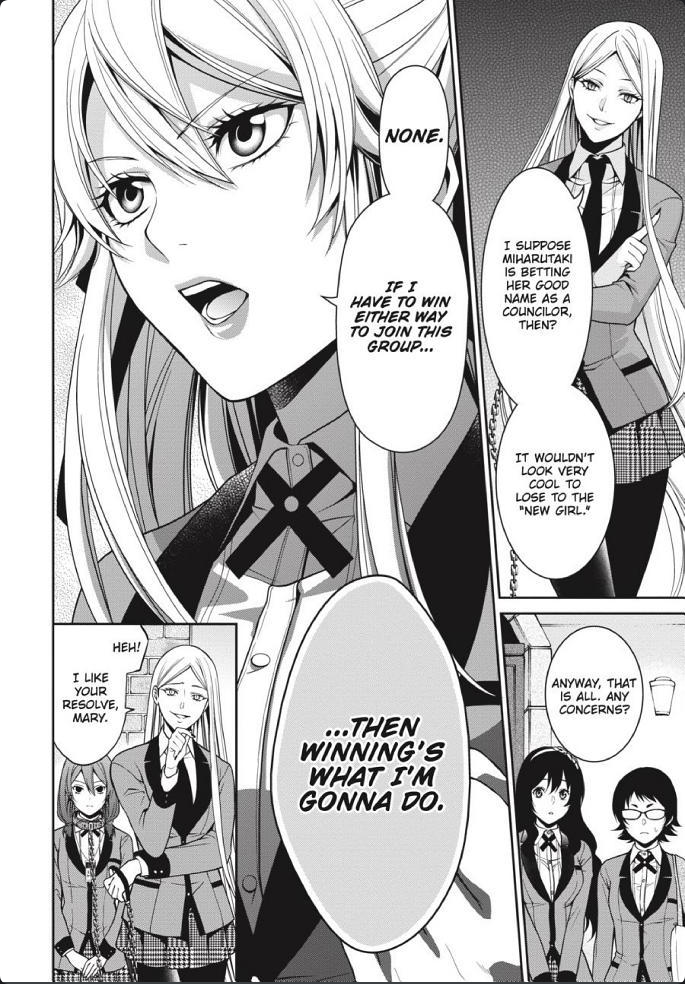 I SUPPOSE
MIHARUTAKI
IS BETTING
HER GOOD
NAME AS A
COUNCILOR,
THEN?
IT WOULDN'T
LOOK VERY
COOL TO
LOSE TO THE
"NEW GIRL."
ANYWAY, THAT
IS ALL. ANY
CONCERNS?
NONE.
IF I
HAVE TO WIN
EITHER WAY
TO JOIN THIS
GROUP...
...THEN
WINNING'S
WHAT I'M
GONNA DO.
HEH!
I LIKE
YOUR
RESOLVE,
MARY.